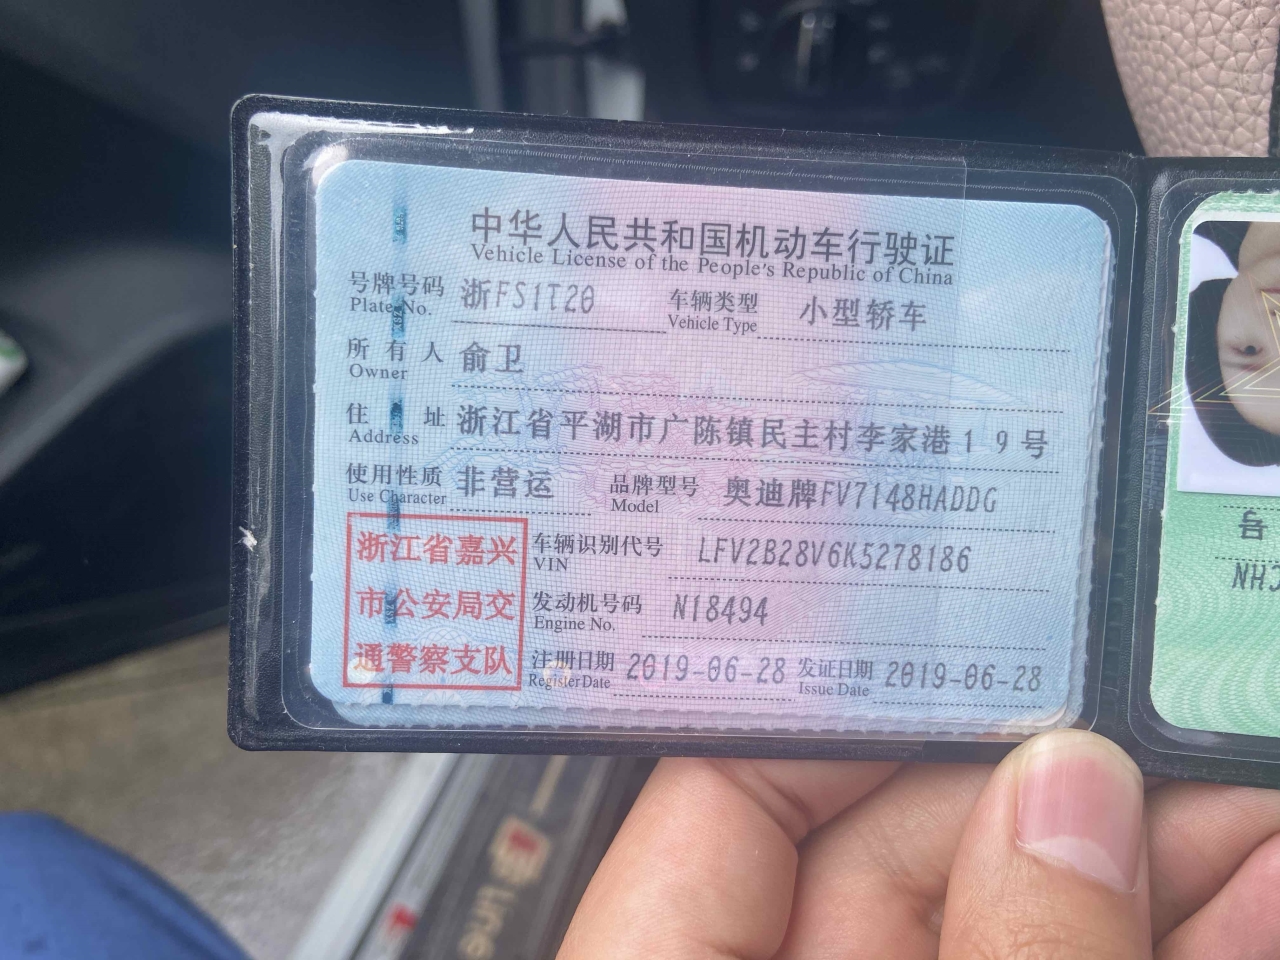 中华人民共和国机动车行驶证
Vehicle License of the People's Republic of China
号牌号码 浙FS1T20 车辆类型 小型轿车
Plate No. Vehicle Type
所有人 俞卫
Owner
住址 浙江省平湖市广陈镇民主村李家港19号
Address
使用性质 非营运 品牌型号 奥迪牌FV7148HADDG
Use Character Model
浙江省嘉兴
市公安局交
通警察支队
车辆识别代号 LFV2B28V6K5278186
VIN
发动机号码 N18494
Engine No.
注册日期 2019-06-28 发证日期 2019-06-28
Register Date Issue Date
号
line